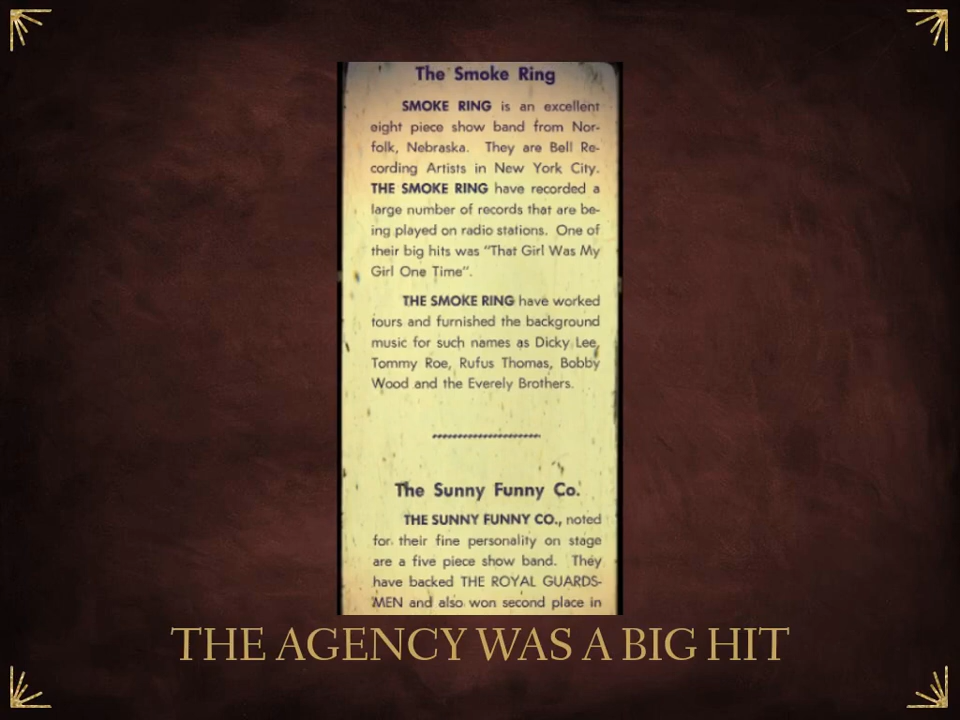 The Smoke Ring
SMOKE RING is an excellent
eight piece show band from Nor-
folk, Nebraska. They are Bell Re-
cording Artists in New York City.
THE SMOKE RING have recorded a
large number of records that are be-
ing played on radio stations. One of
their big hits was "That Girl Was My
Girl One Time".
THE SMOKE RING have worked
tours and furnished the background
music for such names as Dicky Lee,
Tommy Roe, Rufus Thomas, Bobby
Wood and the Everely Brothers.
The Sunny Funny Co.
THE SUNNY FUNNY CO., noted
for their fine personality on stage
are a five piece show band. They
have backed THE ROYAL GUARDS-
MEN and also won second place in
THE AGENCY WAS A BIG HIT